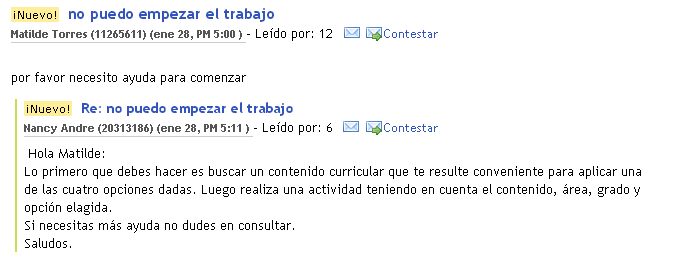 ¡Nuevo! no puedo empezar el trabajo
Matilde Torres (11265611) (ene 28, PM 5:00 ) - Leído por: 12 Contestar
por favor necesito ayuda para comenzar
¡Nuevo! Re: no puedo empezar el trabajo
Nancy Andre (20313186) (ene 28, PM 5:11 ) - Leído por: 6 Contestar
Hola Matilde:
Lo primero que debes hacer es buscar un contenido curricular que te resulte conveniente para aplicar una
de las cuatro opciones dadas. Luego realiza una actividad teniendo en cuenta el contenido, área, grado y
opción elagida.
Si necesitas más ayuda no dudes en consultar.
Saludos.